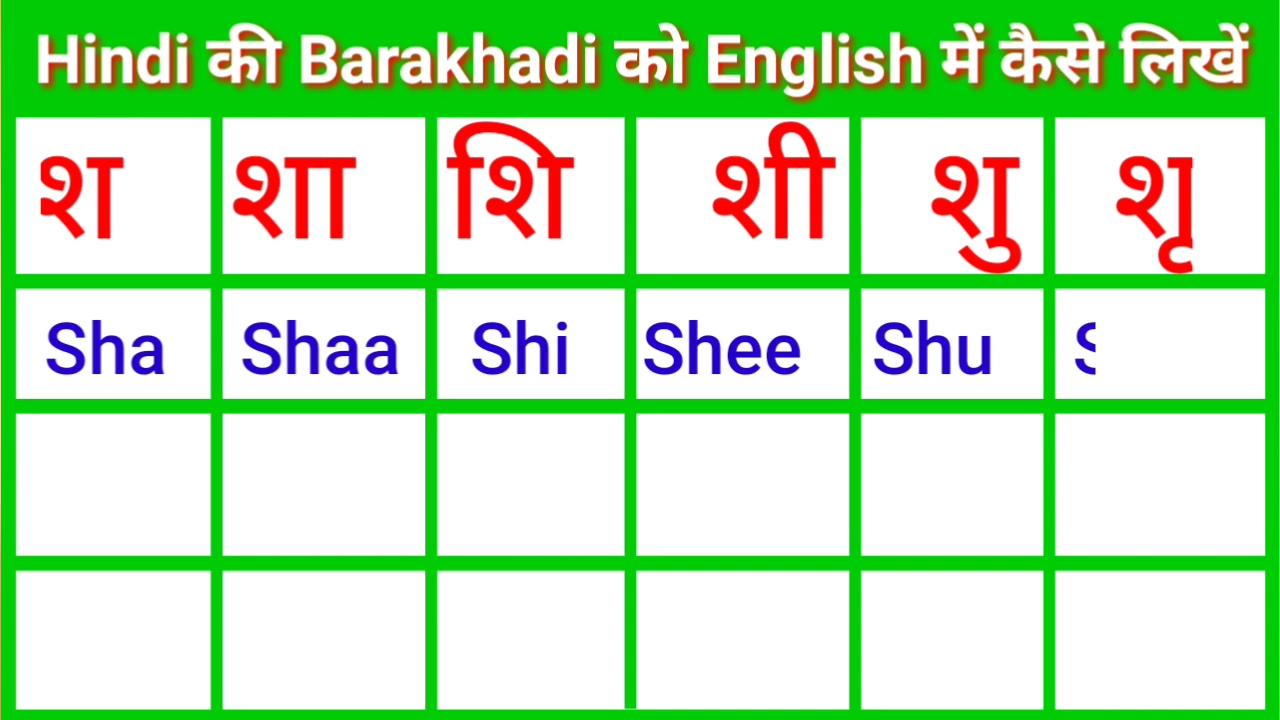 Hindi की Barakhadi को English में कैसे लिखें
श शा शि शी शु शृ
Sha Shaa Shi Shee Shu S